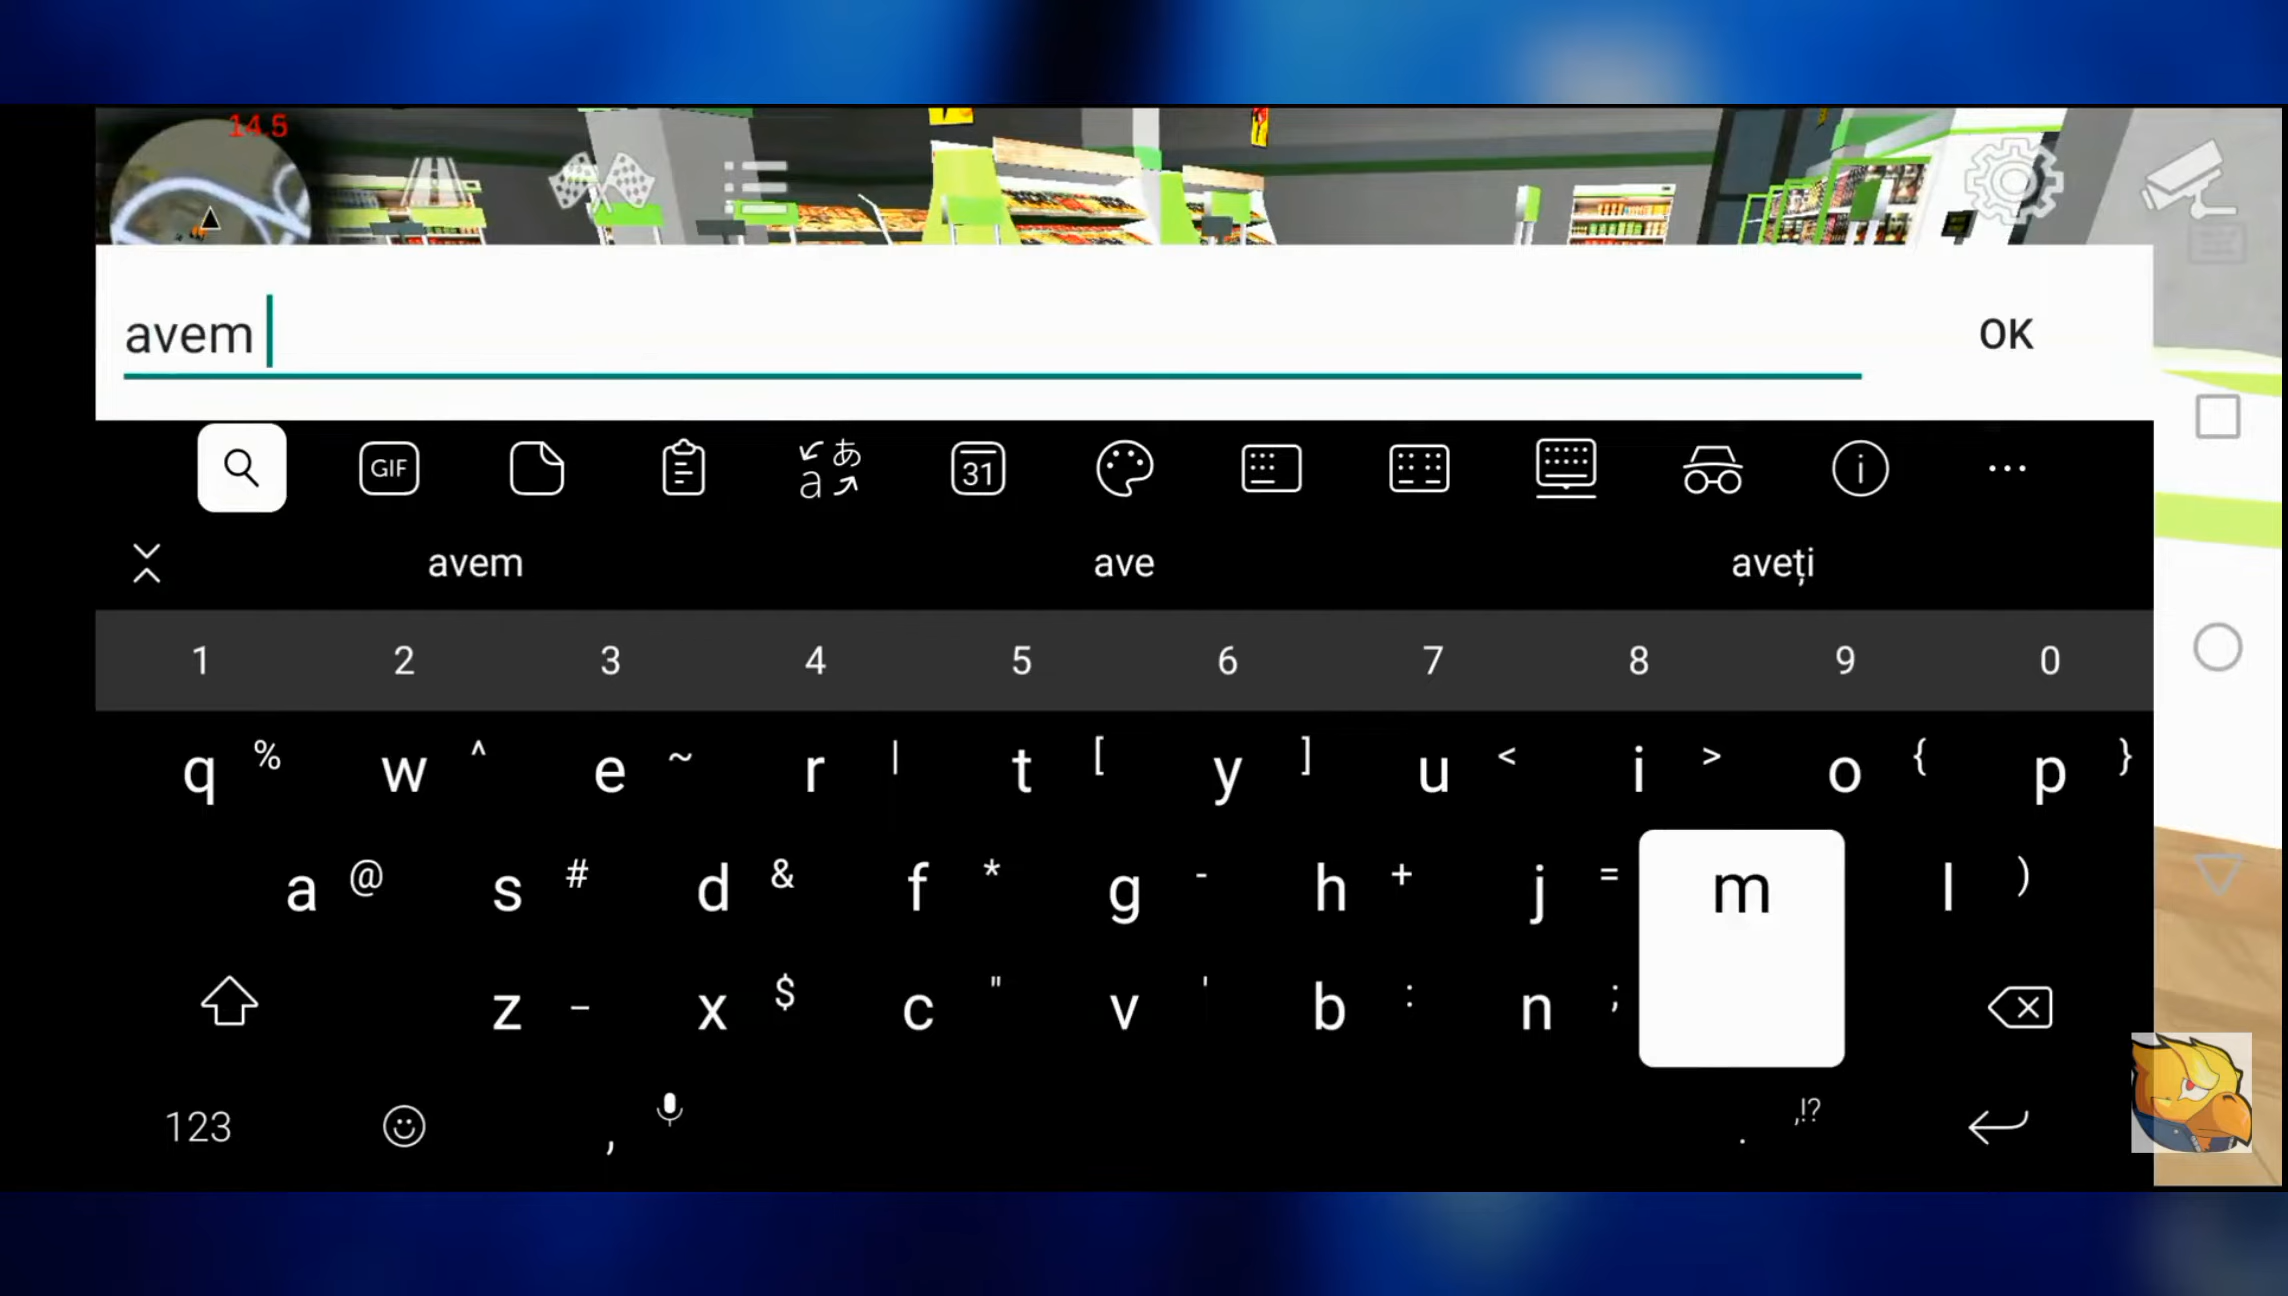 14.5
avem
OK
GIF
あ
a
31
i
...
avem ave aveți
1 2 3 4 5 6 7 8 9 0
q % w ^ e ~ r | t [ y ] u < i > o { p }
a @ s # d & f * g - h + j = m l )
z _ x $ c " v ' b : n ;
123 , . ,!?